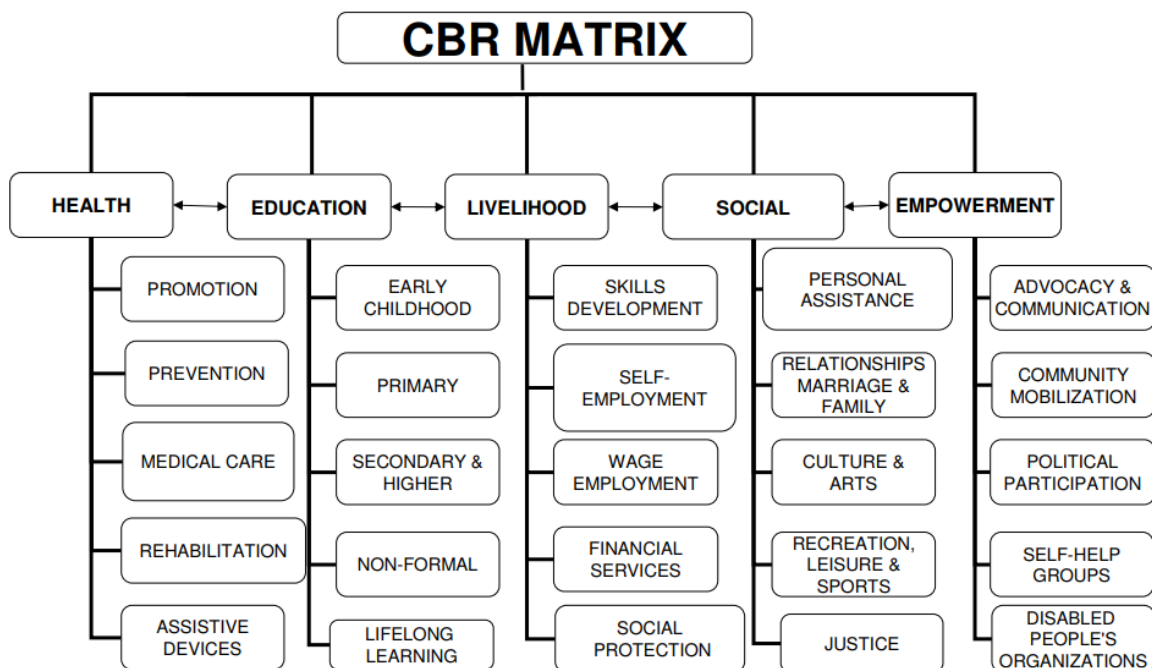 CBR MATRIX
HEALTH
EDUCATION
LIVELIHOOD
SOCIAL
EMPOWERMENT
PROMOTION
PREVENTION
MEDICAL CARE
REHABILITATION
ASSISTIVE
DEVICES
EARLY
CHILDHOOD
PRIMARY
SECONDARY &
HIGHER
NON-FORMAL
LIFELONG
LEARNING
SKILLS
DEVELOPMENT
SELF-
EMPLOYMENT
WAGE
EMPLOYMENT
FINANCIAL
SERVICES
SOCIAL
PROTECTION
PERSONAL
ASSISTANCE
RELATIONSHIPS
MARRIAGE &
FAMILY
CULTURE &
ARTS
RECREATION,
LEISURE &
SPORTS
JUSTICE
ADVOCACY &
COMMUNICATION
COMMUNITY
MOBILIZATION
POLITICAL
PARTICIPATION
SELF-HELP
GROUPS
DISABLED
PEOPLE'S
ORGANIZATIONS